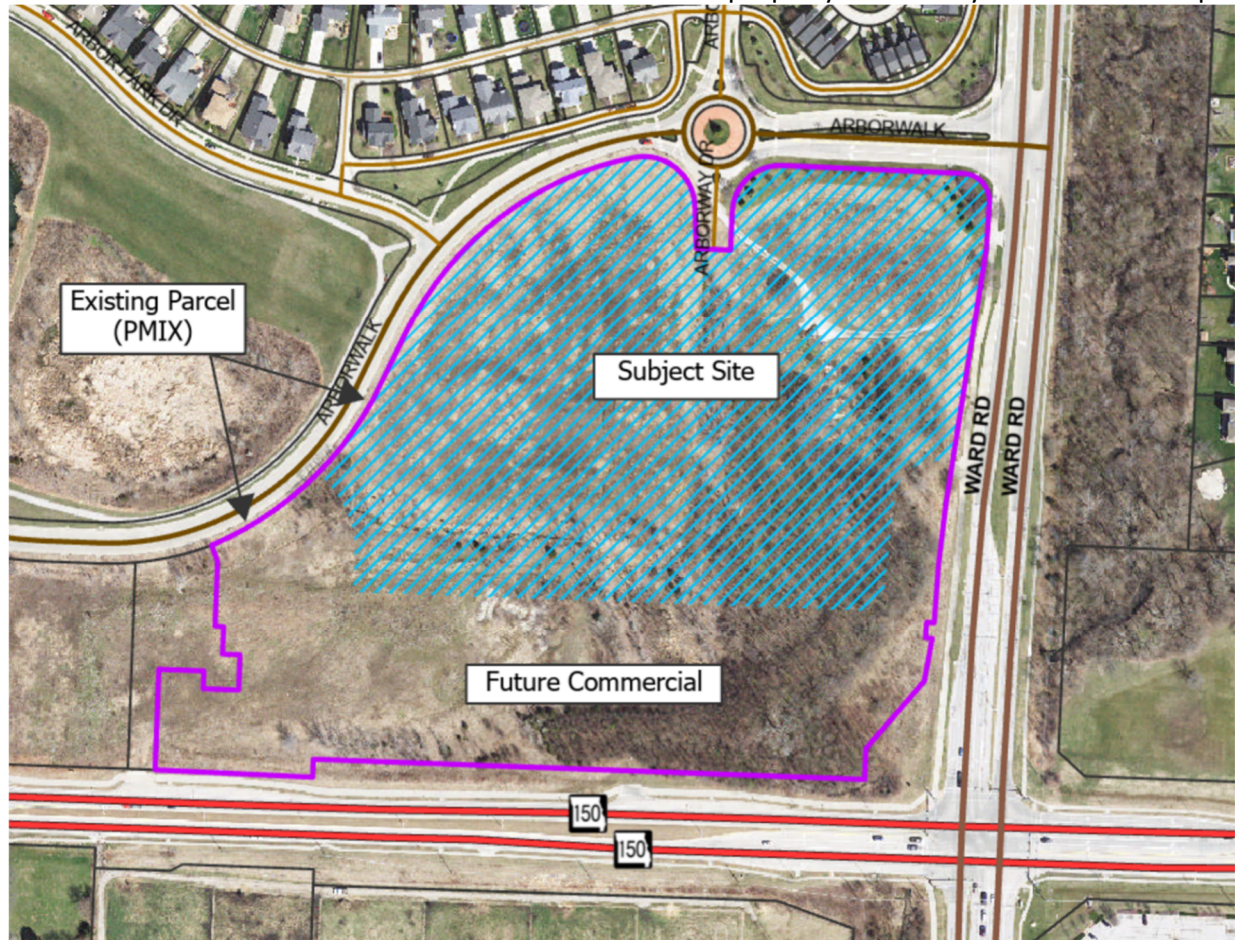 ARBOR PARK DR
ARBO
ARBORWALK
ARBORWAY DR
Existing Parcel
(PMIX)
ARBORWALK
Subject Site
WARD RD
WARD RD
Future Commercial
150
150